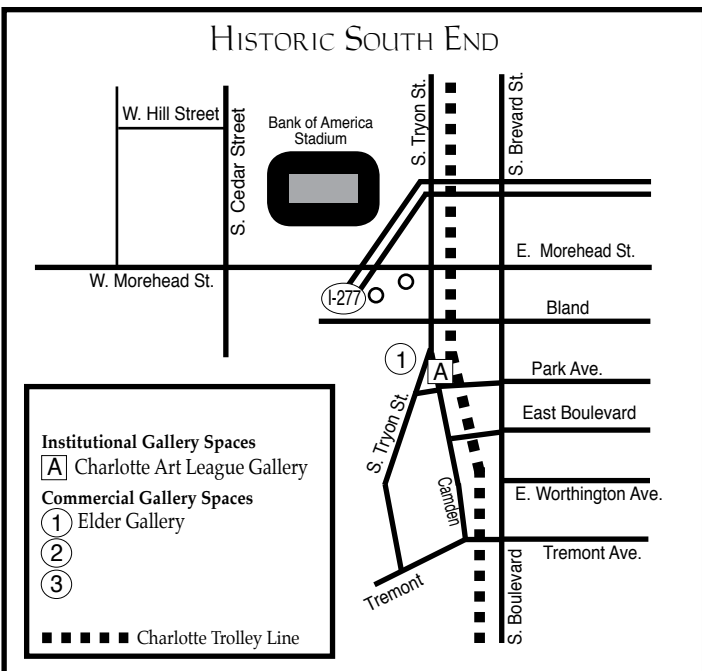 HISTORIC SOUTH END
W. Hill Street
S. Cedar Street
Bank of America
Stadium
S. Tryon St.
S. Brevard St.
W. Morehead St.
E. Morehead St.
I-277
Bland
1
A
Park Ave.
S. Tryon St.
East Boulevard
Camden
E. Worthington Ave.
Tremont Ave.
Tremont
S. Boulevard
Institutional Gallery Spaces
A Charlotte Art League Gallery
Commercial Gallery Spaces
1 Elder Gallery
2
3
Charlotte Trolley Line